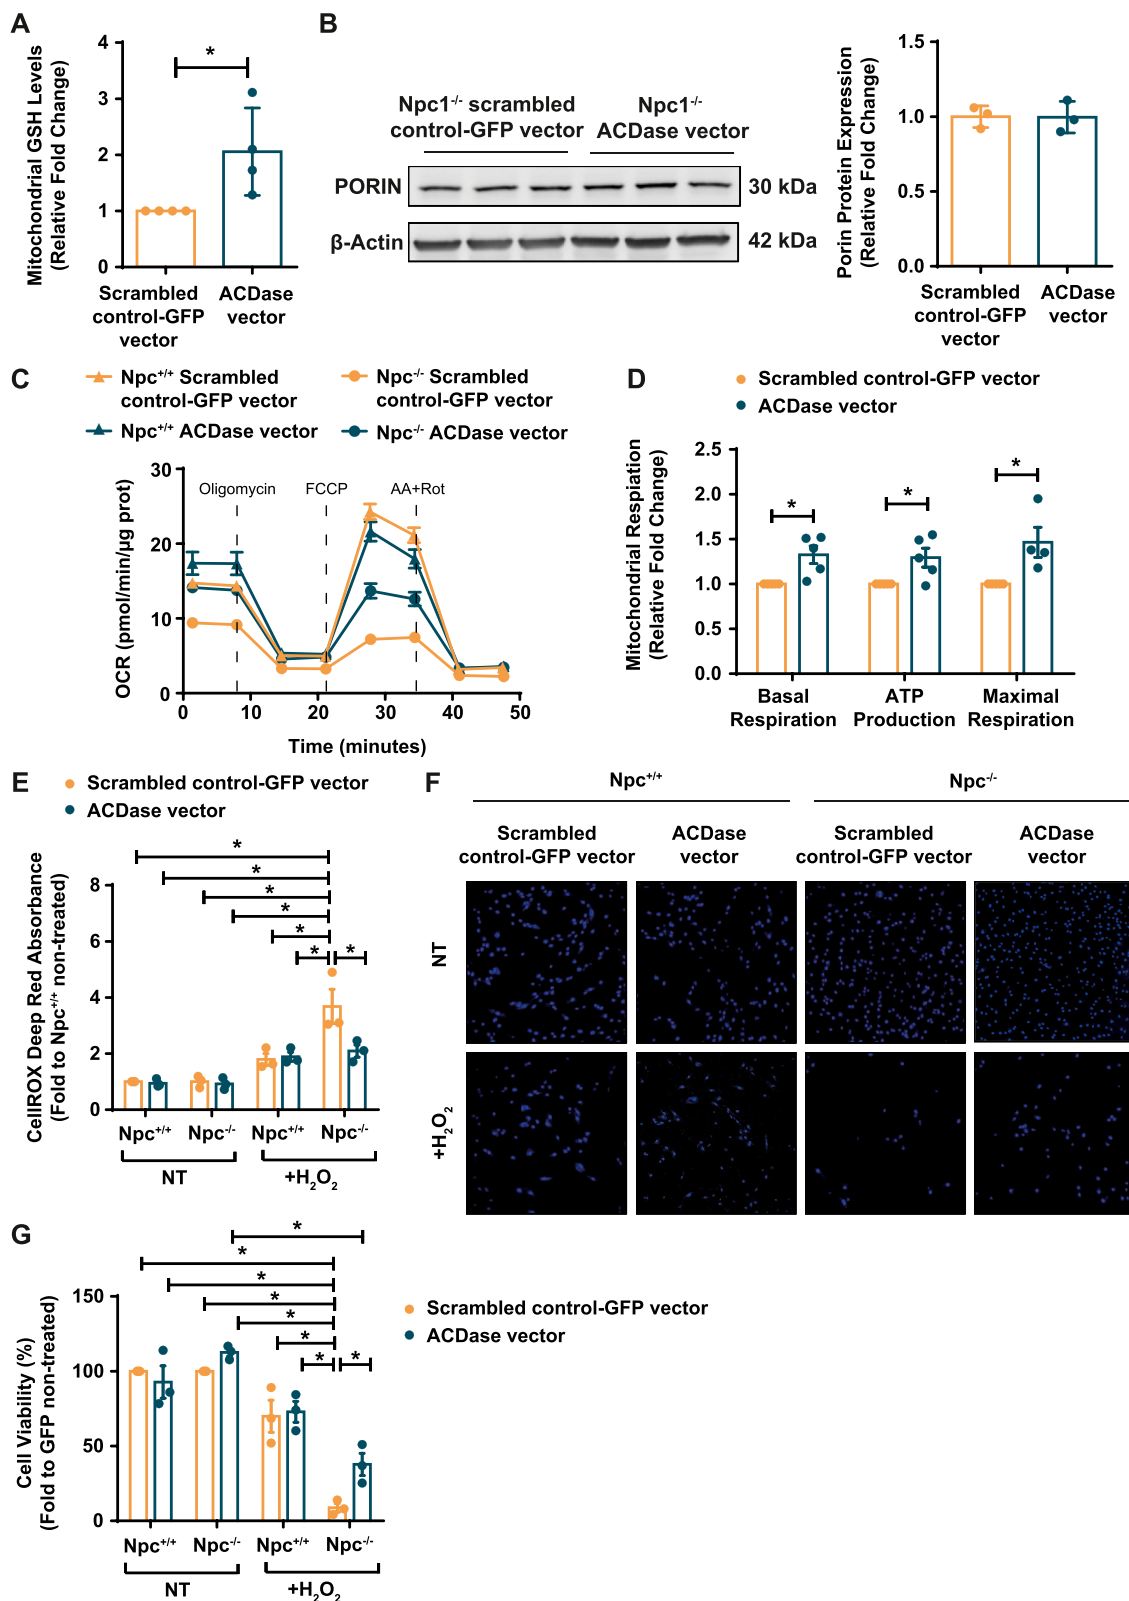 A
Mitochondrial GSH Levels
(Relative Fold Change)
4
3
2
1
0
*
Scrambled
control-GFP
vector
ACDase
vector
B
Npc1-/- scrambled
control-GFP vector
Npc1-/-
ACDase vector
PORIN
30 kDa
β-Actin
42 kDa
Porin Protein Expression
(Relative Fold Change)
1.5
1.0
0.5
0.0
Scrambled
control-GFP
vector
ACDase
vector
C
Npc+/+ Scrambled
control-GFP vector
Npc-/- Scrambled
control-GFP vector
Npc+/+ ACDase vector
Npc-/- ACDase vector
OCR (pmol/min/µg prot)
30
20
10
0
Oligomycin
FCCP
AA+Rot
0
10
20
30
40
50
Time (minutes)
D
Scrambled control-GFP vector
ACDase vector
Mitochondrial Respiation
(Relative Fold Change)
2.5
2.0
1.5
1.0
0.5
0.0
*
*
*
Basal
Respiration
ATP
Production
Maximal
Respiration
E
Scrambled control-GFP vector
ACDase vector
CellROX Deep Red Absorbance
(Fold to Npc+/+ non-treated)
8
6
4
2
0
*
*
*
*
*
*
*
Npc+/+
Npc-/-
Npc+/+
Npc-/-
NT
+H2O2
F
Npc+/+
Npc-/-
Scrambled
control-GFP vector
ACDase
vector
Scrambled
control-GFP vector
ACDase
vector
NT
+H2O2
G
Cell Viability (%)
(Fold to GFP non-treated)
150
100
50
0
*
*
*
*
*
*
*
*
Scrambled control-GFP vector
ACDase vector
Npc+/+
Npc-/-
Npc+/+
Npc-/-
NT
+H2O2